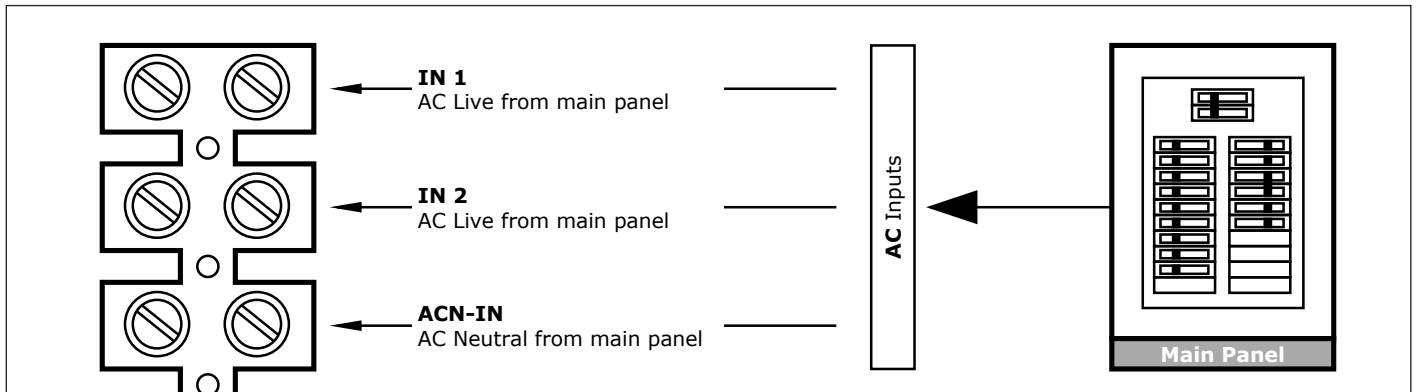 IN 1
AC Live from main panel
IN 2
AC Live from main panel
ACN-IN
AC Neutral from main panel
AC Inputs
Main Panel